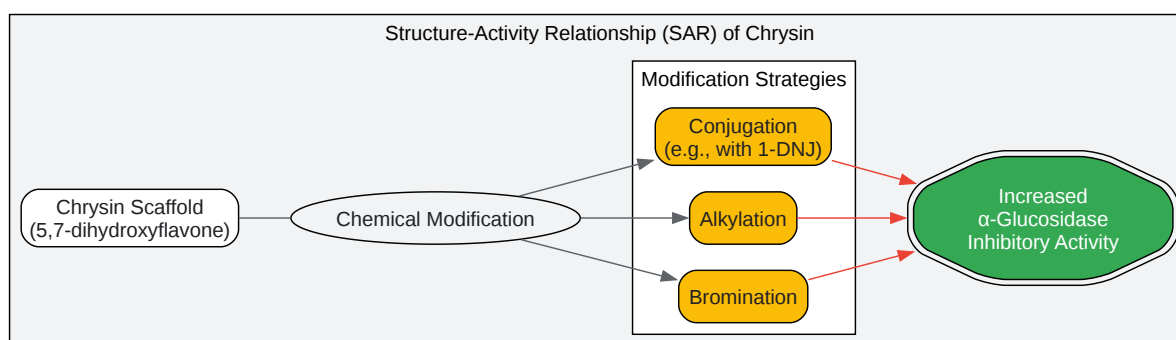 Structure-Activity Relationship (SAR) of Chrysin
Modification Strategies
Chrysin Scaffold
(5,7-dihydroxyflavone)
Chemical Modification
Conjugation
(e.g., with 1-DNJ)
Alkylation
Bromination
Increased
α-Glucosidase
Inhibitory Activity